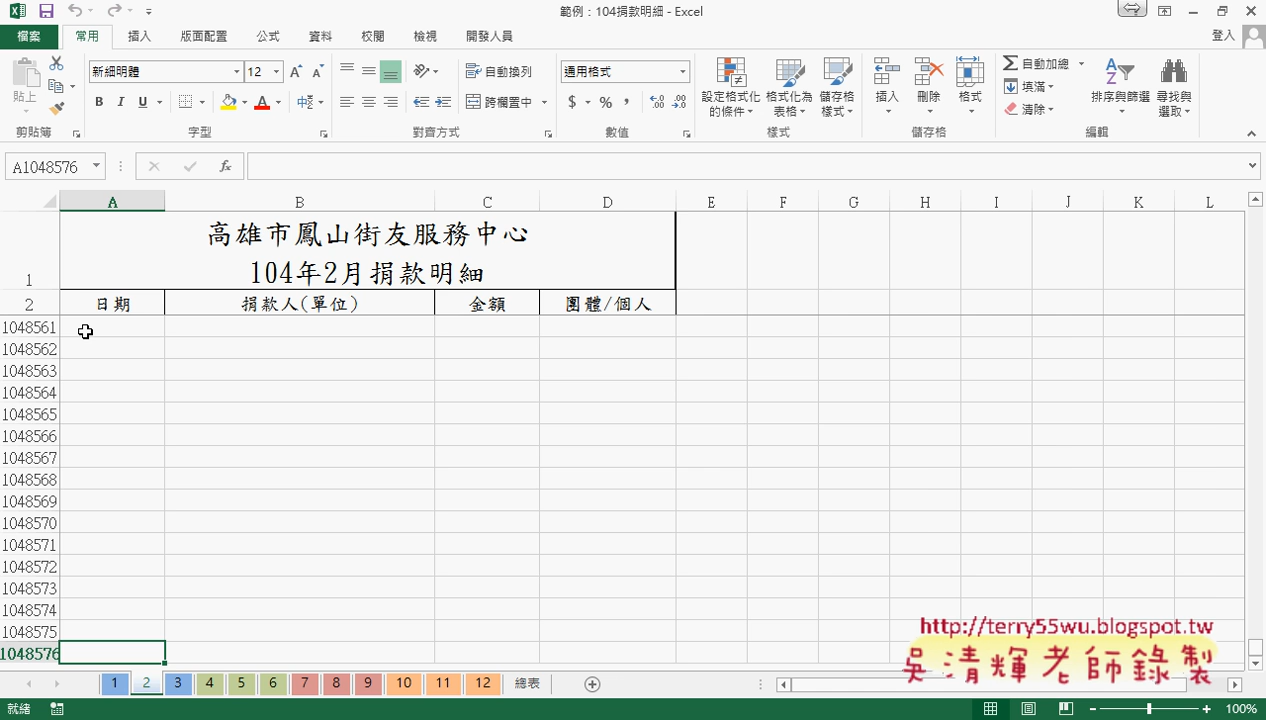 範例：104捐款明細 - Excel
檔案 常用 插入 版面配置 公式 資料 校閱 檢視 開發人員 登入
貼上 新細明體 12 自動換列 通用格式 設定格式化的條件 格式化為表格 儲存格樣式 插入 刪除 格式 自動加總 填滿 清除 排序與篩選 尋找與選取
B I U 跨欄置中 $ % ,
剪貼簿 字型 對齊方式 數值 樣式 儲存格 編輯
A1048576 fx
A B C D E F G H I J K L
高雄市鳳山街友服務中心
1 104年2月捐款明細
2 日期 捐款人(單位) 金額 團體/個人
1048561
1048562
1048563
1048564
1048565
1048566
1048567
1048568
1048569
1048570
1048571
1048572
1048573
1048574
1048575
1048576
http://terry55wu.blogspot.tw
吳清輝老師錄製
1 2 3 4 5 6 7 8 9 10 11 12 總表
就緒 100%